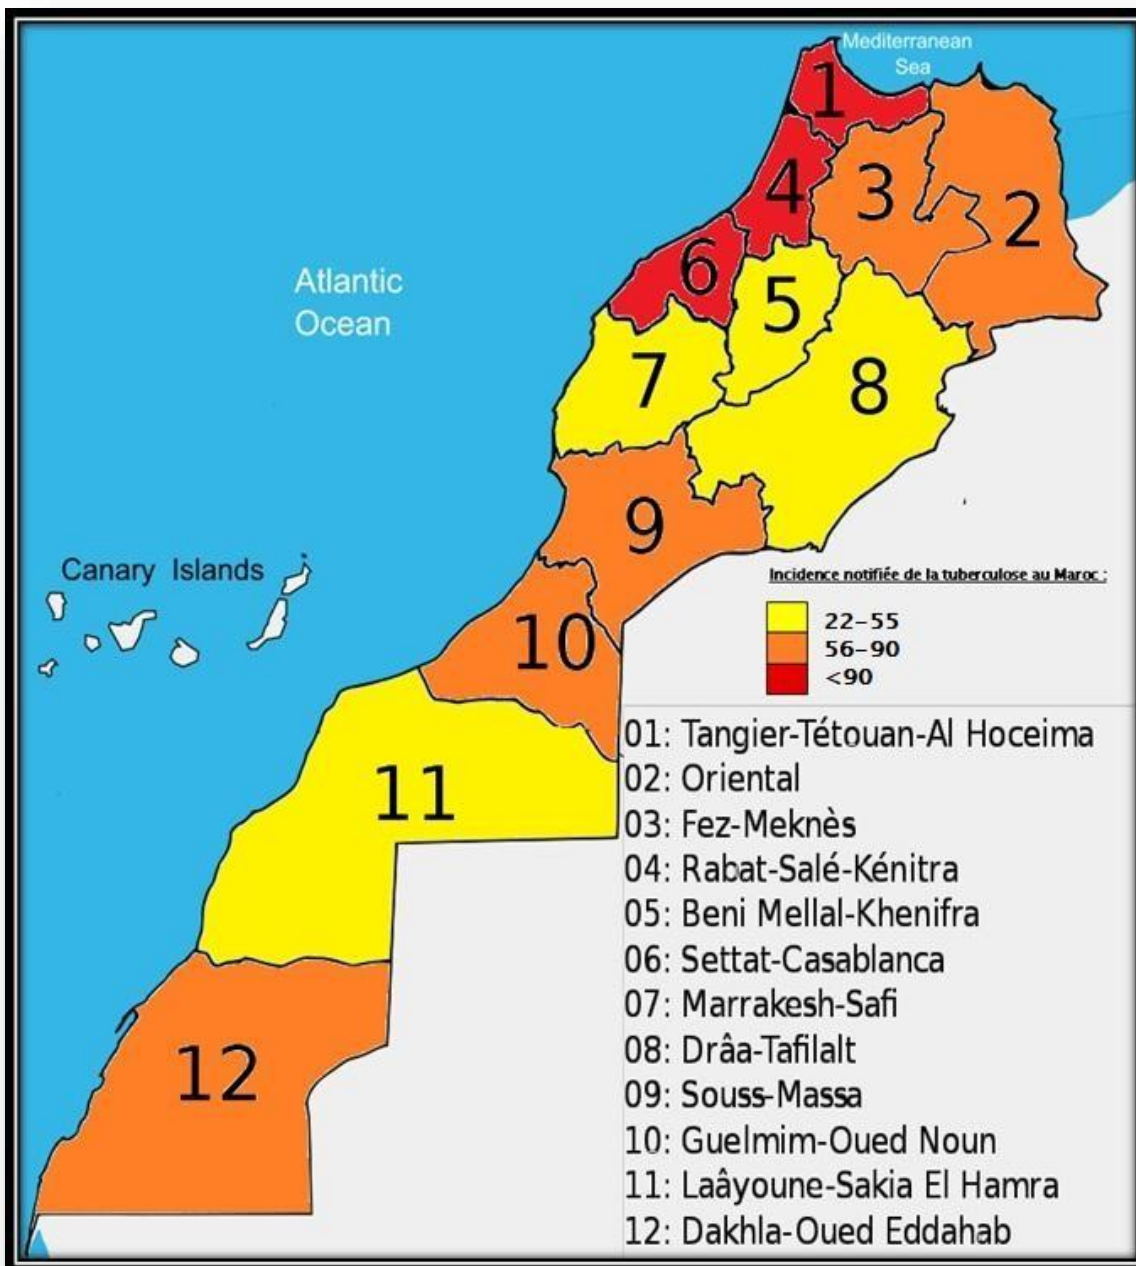 Mediterranean
Sea
1
4
3
2
6
5
Atlantic
Ocean
7
8
9
Canary Islands
Incidence notifiée de la tuberculose au Maroc :
22–55
56–90
<90
10
11
12
01: Tangier-Tétouan-Al Hoceima
02: Oriental
03: Fez-Meknès
04: Rabat-Salé-Kénitra
05: Beni Mellal-Khenifra
06: Settat-Casablanca
07: Marrakesh-Safi
08: Drâa-Tafilalt
09: Souss-Massa
10: Guelmim-Oued Noun
11: Laâyoune-Sakia El Hamra
12: Dakhla-Oued Eddahab